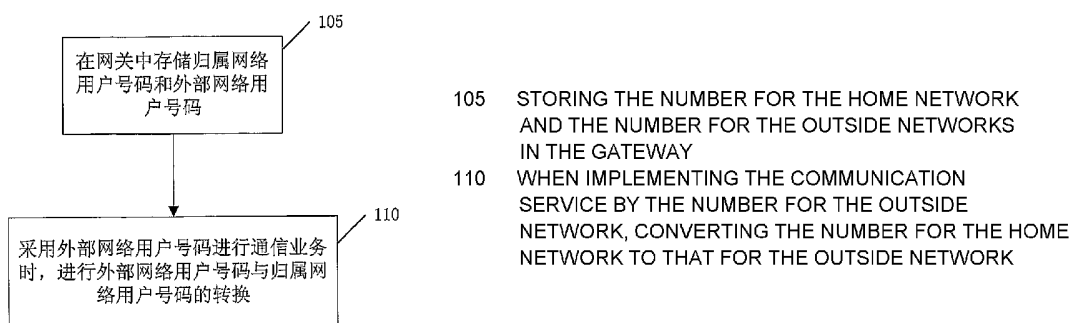 105
在网关中存储归属网络
用户号码和外部网络用
户号码
110
采用外部网络用户号码进行通信业务
时，进行外部网络用户号码与归属网
络用户号码的转换
105 STORING THE NUMBER FOR THE HOME NETWORK
AND THE NUMBER FOR THE OUTSIDE NETWORKS
IN THE GATEWAY
110 WHEN IMPLEMENTING THE COMMUNICATION
SERVICE BY THE NUMBER FOR THE OUTSIDE
NETWORK, CONVERTING THE NUMBER FOR THE HOME
NETWORK TO THAT FOR THE OUTSIDE NETWORK